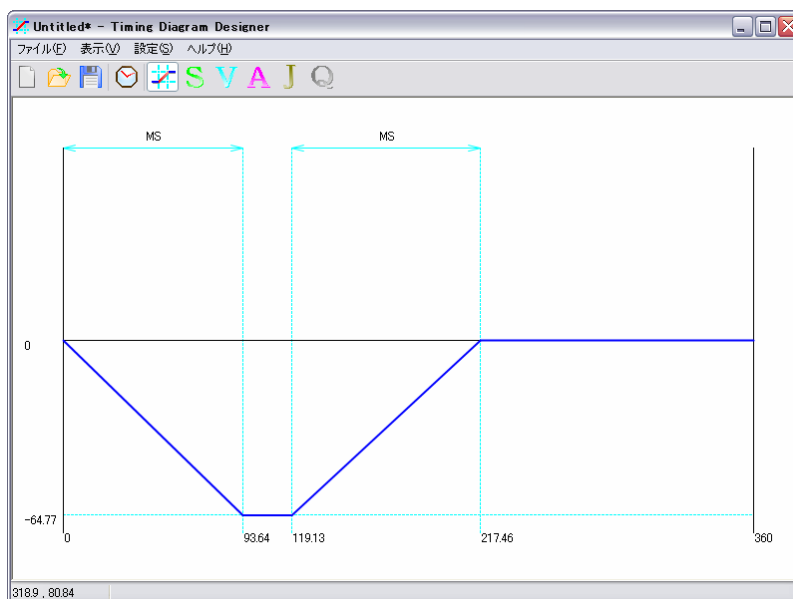 Untitled* - Timing Diagram Designer
ファイル(F) 表示(V) 設定(S) ヘルプ(H)
S V A J Q
MS MS
0
-64.77
0 93.64 119.13 217.46 360
318.9 , 80.84